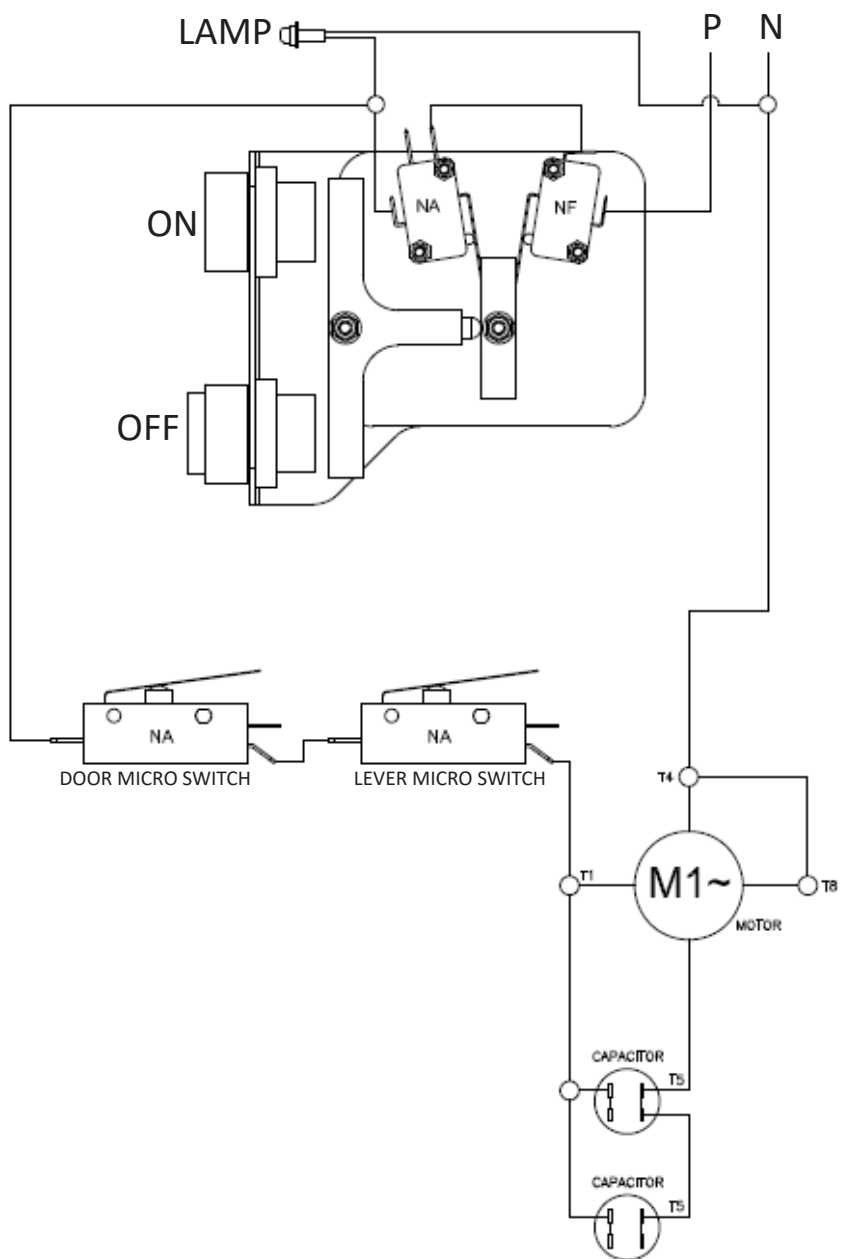 LAMP
P N
NA
NF
ON
OFF
NA
NA
DOOR MICRO SWITCH
LEVER MICRO SWITCH
T4
T1
M1~
T8
MOTOR
CAPACITOR
T5
CAPACITOR
T5